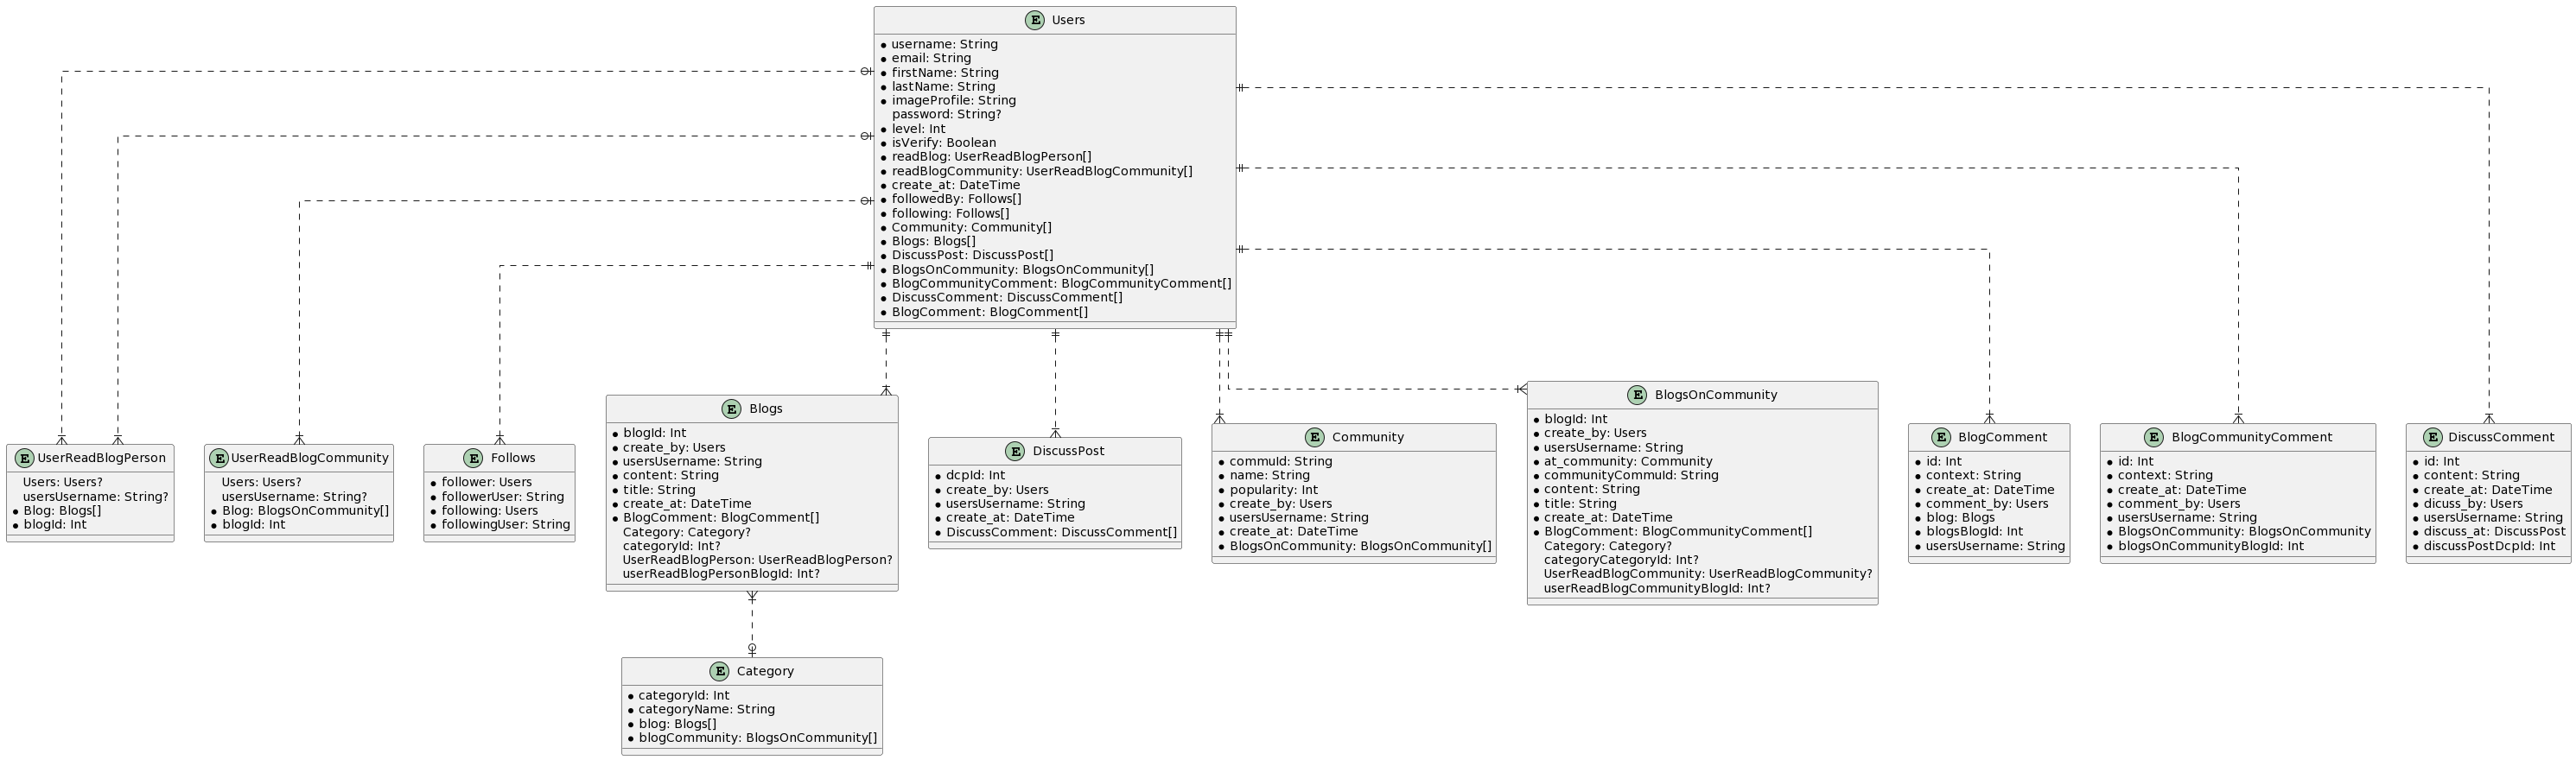 E Users
username: String
email: String
firstName: String
lastName: String
imageProfile: String
password: String?
level: Int
isVerify: Boolean
readBlog: UserReadBlogPerson[]
readBlogCommunity: UserReadBlogCommunity[]
create_at: DateTime
followedBy: Follows[]
following: Follows[]
Community: Community[]
Blogs: Blogs[]
DiscussPost: DiscussPost[]
BlogsOnCommunity: BlogsOnCommunity[]
BlogCommunityComment: BlogCommunityComment[]
DiscussComment: DiscussComment[]
BlogComment: BlogComment[]
E UserReadBlogPerson
Users: Users?
usersUsername: String?
Blog: Blogs[]
blogId: Int
E UserReadBlogCommunity
Users: Users?
usersUsername: String?
Blog: BlogsOnCommunity[]
blogId: Int
E Follows
follower: Users
followerUser: String
following: Users
followingUser: String
E Blogs
blogId: Int
create_by: Users
usersUsername: String
content: String
title: String
create_at: DateTime
BlogComment: BlogComment[]
Category: Category?
categoryId: Int?
UserReadBlogPerson: UserReadBlogPerson?
userReadBlogPersonBlogId: Int?
E DiscussPost
dcpId: Int
create_by: Users
usersUsername: String
create_at: DateTime
DiscussComment: DiscussComment[]
E Community
commuId: String
name: String
popularity: Int
create_by: Users
usersUsername: String
create_at: DateTime
BlogsOnCommunity: BlogsOnCommunity[]
E BlogsOnCommunity
blogId: Int
create_by: Users
usersUsername: String
at_community: Community
communityCommuId: String
content: String
title: String
create_at: DateTime
BlogComment: BlogCommunityComment[]
Category: Category?
categoryCategoryId: Int?
UserReadBlogCommunity: UserReadBlogCommunity?
userReadBlogCommunityBlogId: Int?
E BlogComment
id: Int
context: String
create_at: DateTime
comment_by: Users
blog: Blogs
blogsBlogId: Int
usersUsername: String
E BlogCommunityComment
id: Int
context: String
create_at: DateTime
comment_by: Users
usersUsername: String
BlogsOnCommunity: BlogsOnCommunity
blogsOnCommunityBlogId: Int
E DiscussComment
id: Int
content: String
create_at: DateTime
dicuss_by: Users
usersUsername: String
discuss_at: DiscussPost
discussPostDcpId: Int
E Category
categoryId: Int
categoryName: String
blog: Blogs[]
blogCommunity: BlogsOnCommunity[]